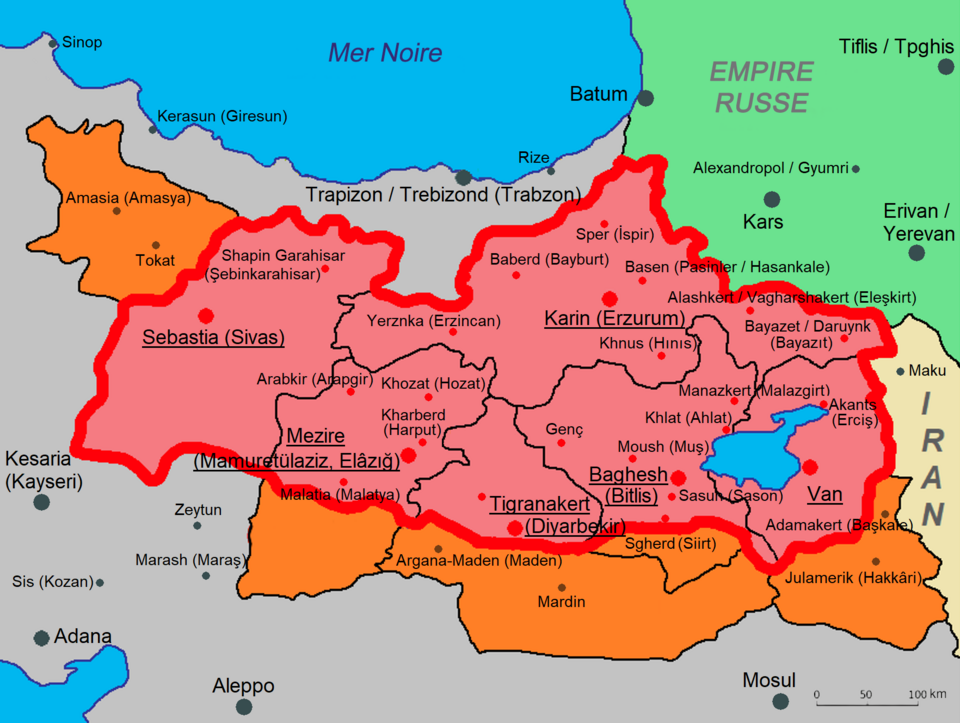 Sinop
Mer Noire
Tiflis / Tpghis
EMPIRE
RUSSE
Batum
Kerasun (Giresun)
Rize
Alexandropol / Gyumri
Trapizon / Trebizond (Trabzon)
Amasia (Amasya)
Kars
Erivan /
Yerevan
Sper (İspir)
Tokat
Shapin Garahisar
(Şebinkarahisar)
Baberd (Bayburt)
Basen (Pasinler / Hasankale)
Alashkert / Vagharshakert (Eleşkirt)
Yerznka (Erzincan)
Karin (Erzurum)
Bayazet / Daruynk
(Bayazıt)
Sebastia (Sivas)
Khnus (Hınıs)
Maku
Arabkir (Arapgir)
Khozat (Hozat)
Manazkert (Malazgirt)
Akants
(Erciş)
Kharberd
(Harput)
Khlat (Ahlat)
IRAN
Mezire
(Mamuretülaziz, Elâzığ)
Genç
Moush (Muş)
Kesaria
(Kayseri)
Baghesh
(Bitlis)
Sasun (Sason)
Van
Malatia (Malatya)
Tigranakert
(Diyarbekir)
Zeytun
Adamakert (Başkale)
Sgherd (Siirt)
Marash (Maraş)
Argana-Maden (Maden)
Julamerik (Hakkâri)
Sis (Kozan)
Mardin
Adana
Aleppo
Mosul
0 50 100 km